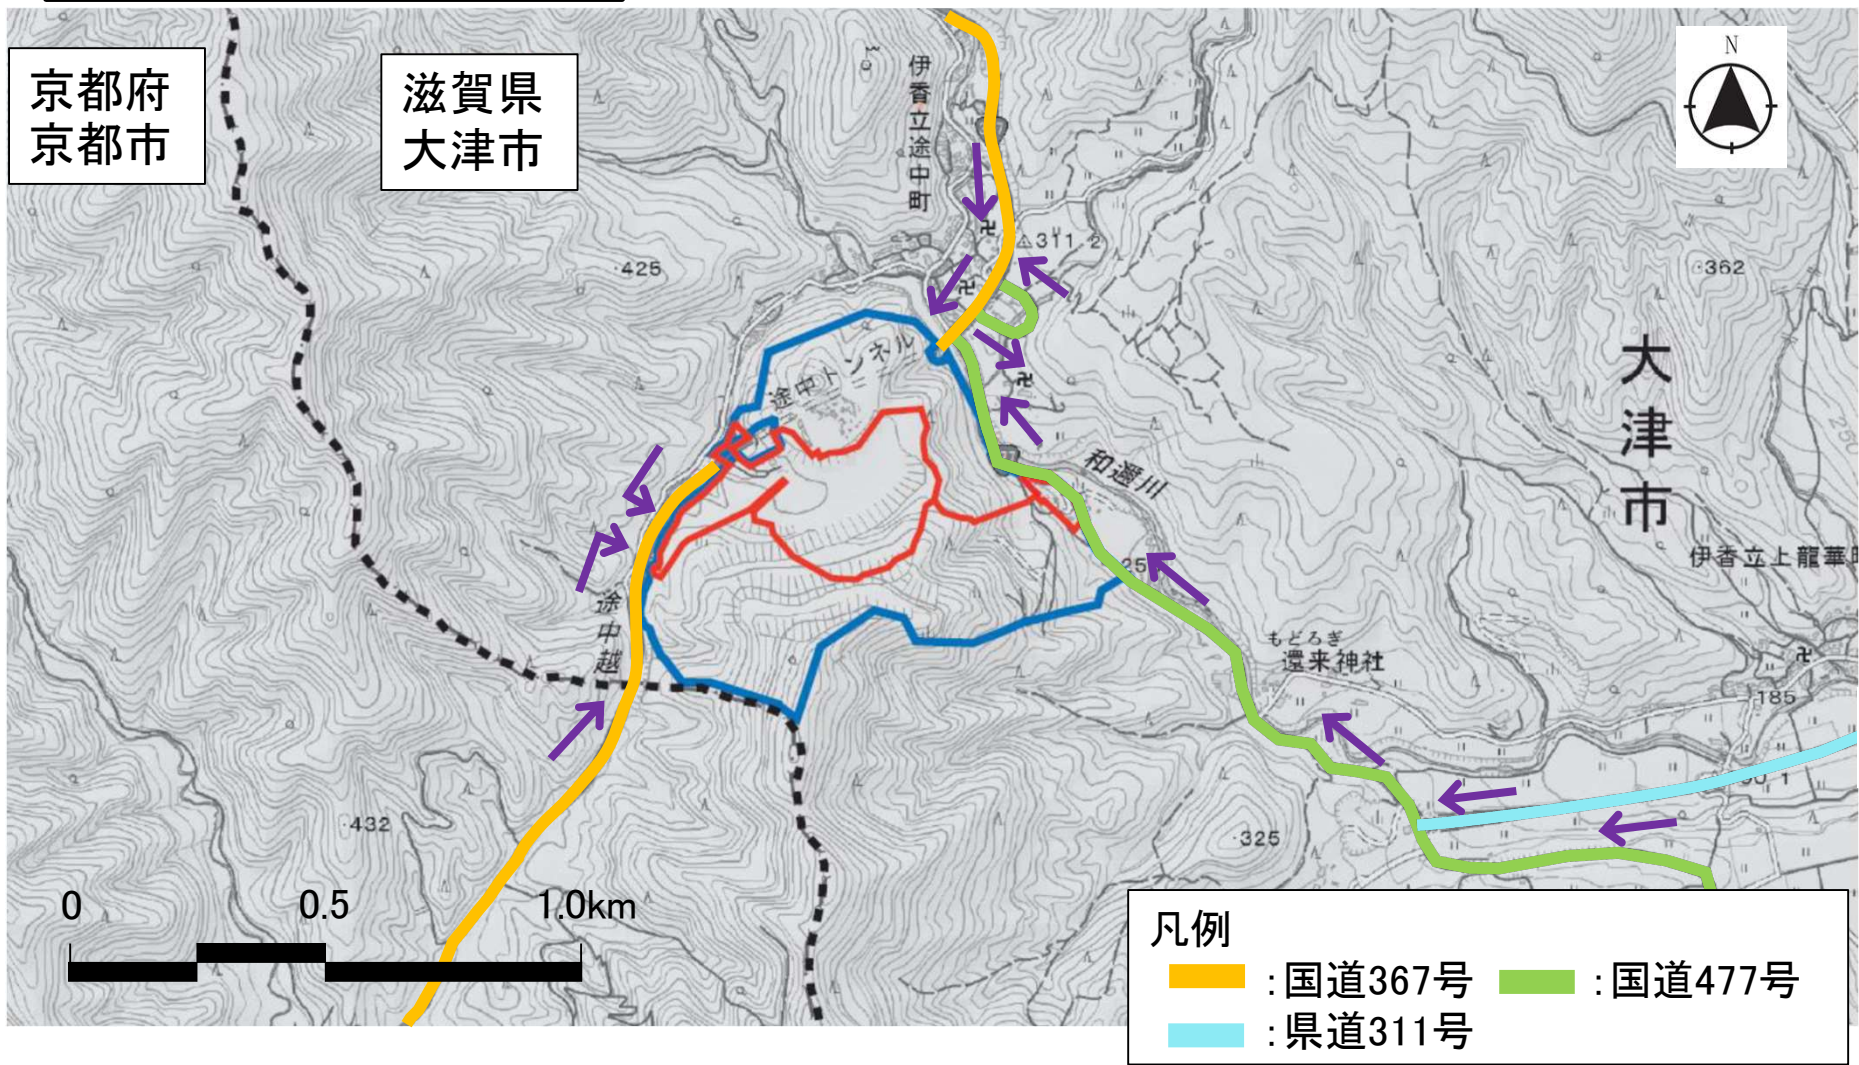 京都府
京都市
滋賀県
大津市
N
伊香立途中町
311.2
・425
・362
途中トンネル
大津市
和邇川
伊香立上龍華町
25
途中越
もどろぎ
還来神社
185
・432
・325
0
0.5
1.0km
凡例
：国道367号
：国道477号
：県道311号